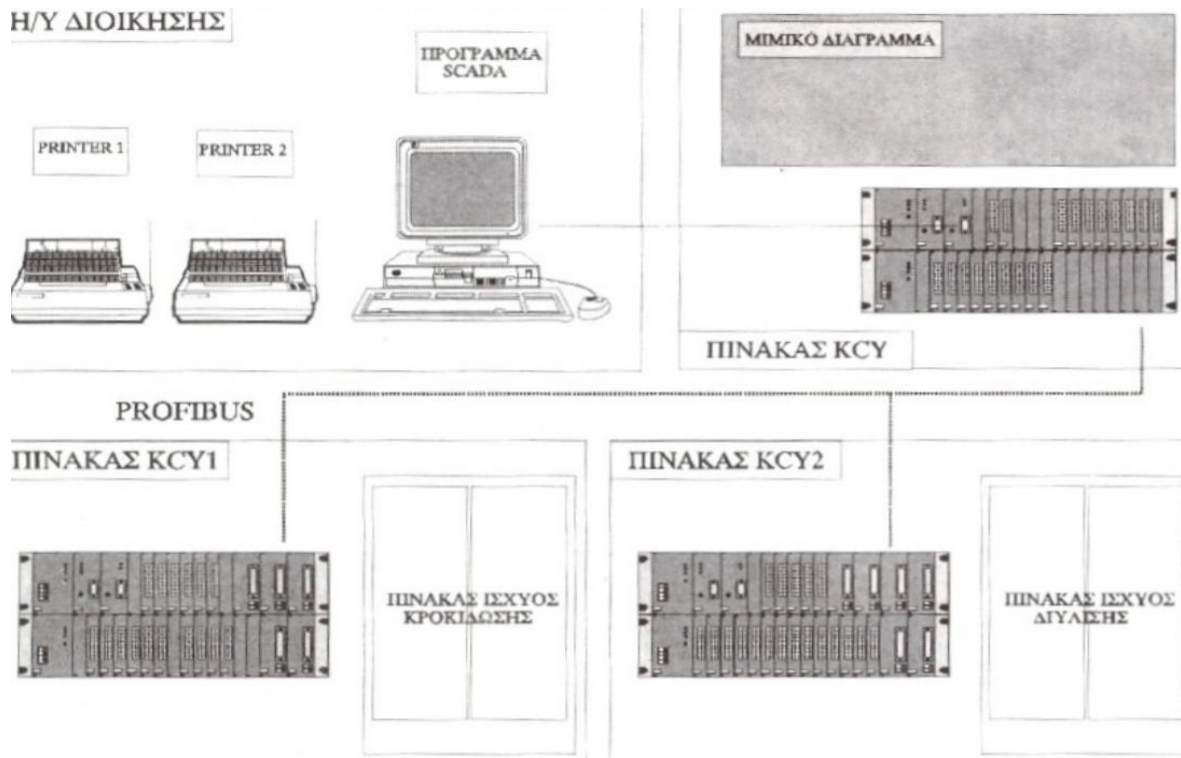 Η/Υ ΔΙΟΙΚΗΣΗΣ
ΠΡΟΓΡΑΜΜΑ
SCADA
PRINTER 1
PRINTER 2
ΜΙΜΙΚΟ ΔΙΑΓΡΑΜΜΑ
ΠΙΝΑΚΑΣ KCY
PROFIBUS
ΠΙΝΑΚΑΣ KCY1
ΠΙΝΑΚΑΣ ΙΣΧΥΟΣ
ΚΡΟΚΙΔΩΣΗΣ
ΠΙΝΑΚΑΣ KCY2
ΠΙΝΑΚΑΣ ΙΣΧΥΟΣ
ΔΙΥΛΙΣΗΣ